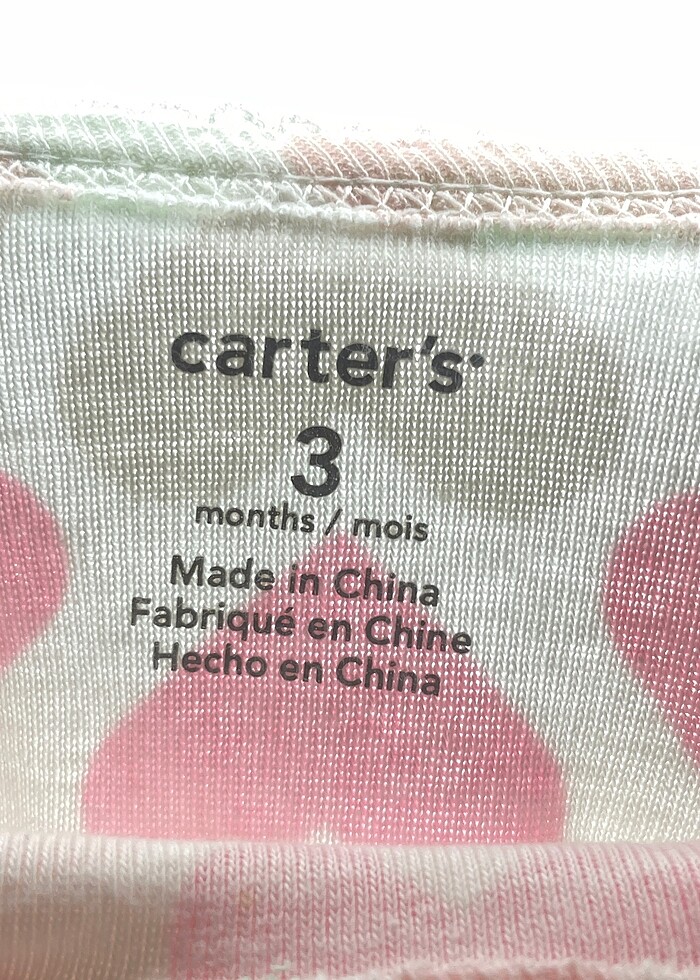 carter's
3
months / mois
Made in China
Fabriqué en Chine
Hecho en China